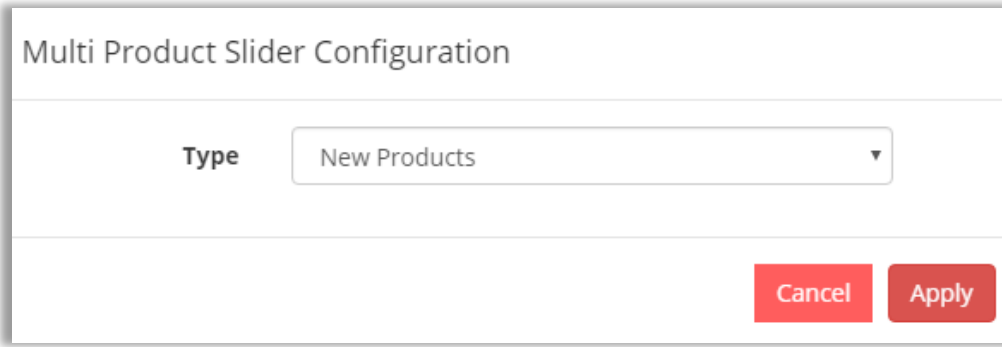 Multi Product Slider Configuration
Type
New Products
Cancel
Apply